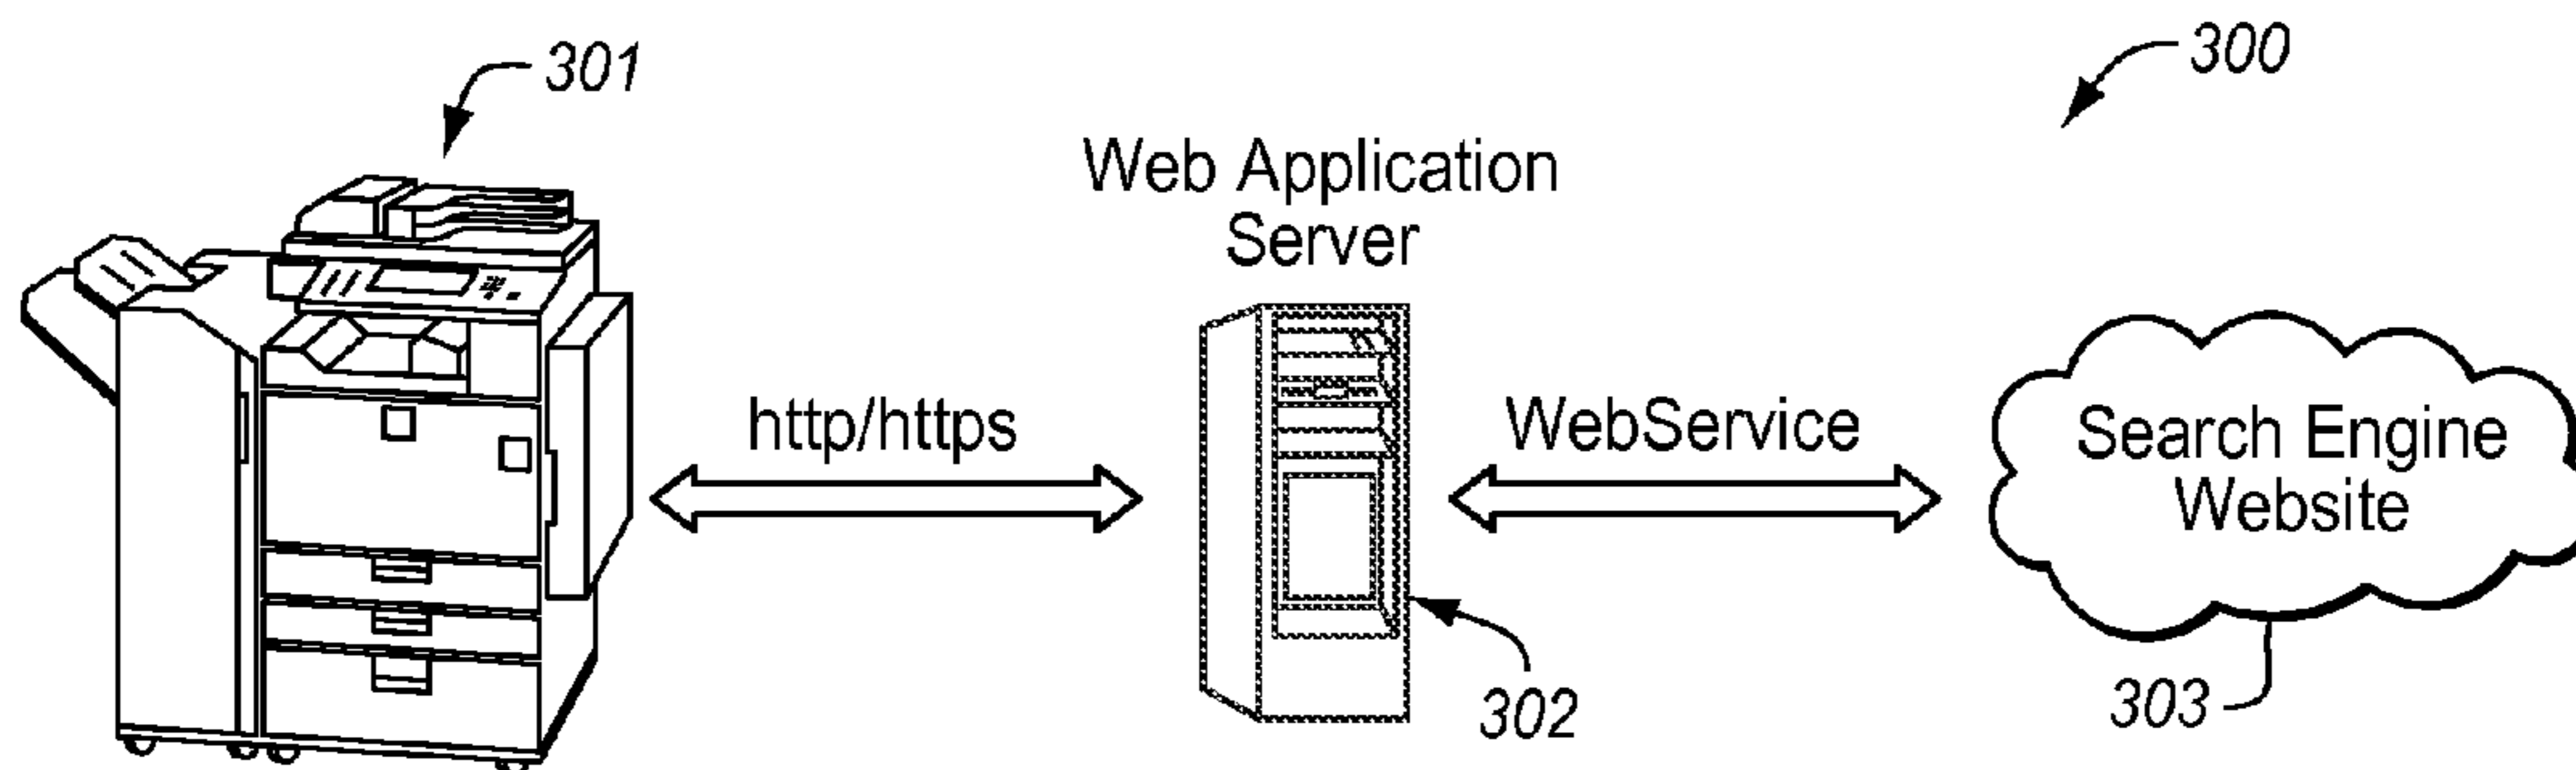 301
300
Web Application
Server
http/https
WebService
Search Engine
Website
302
303